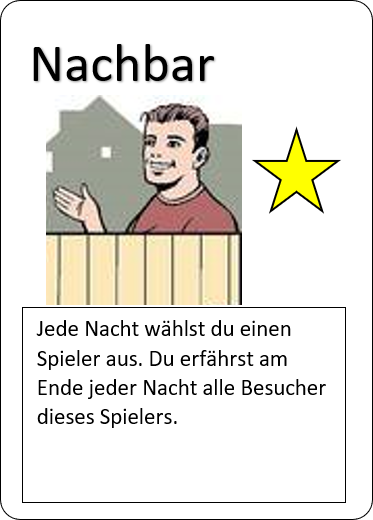 Nachbar
Jede Nacht wählst du einen
Spieler aus. Du erfährst am
Ende jeder Nacht alle Besucher
dieses Spielers.